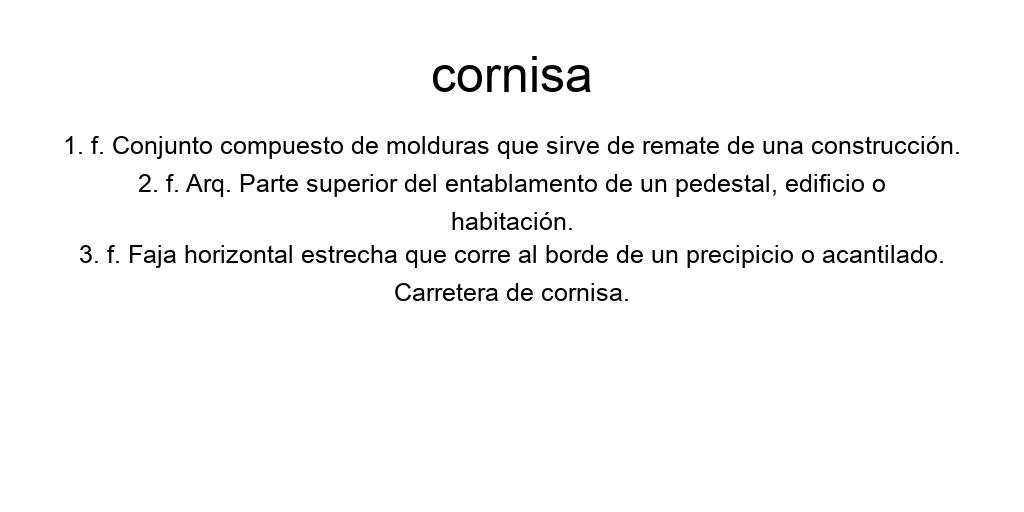 cornisa
1. f. Conjunto compuesto de molduras que sirve de remate de una construcción.
2. f. Arq. Parte superior del entablamento de un pedestal, edificio o
habitación.
3. f. Faja horizontal estrecha que corre al borde de un precipicio o acantilado.
Carretera de cornisa.